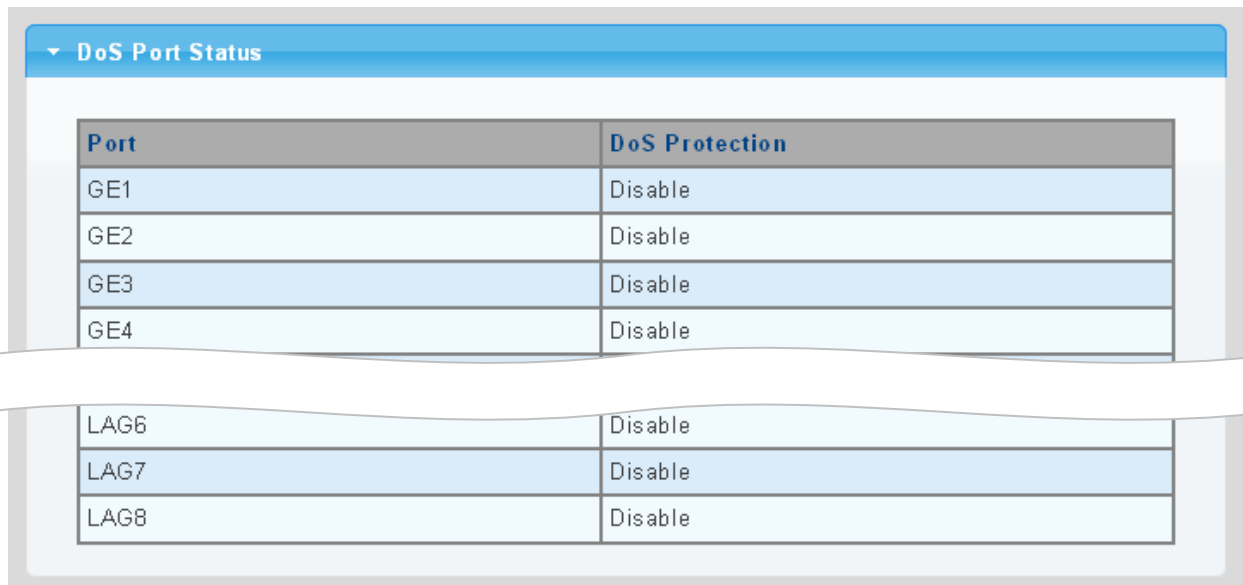 DoS Port Status
Port DoS Protection
GE1 Disable
GE2 Disable
GE3 Disable
GE4 Disable
LAG6 Disable
LAG7 Disable
LAG8 Disable